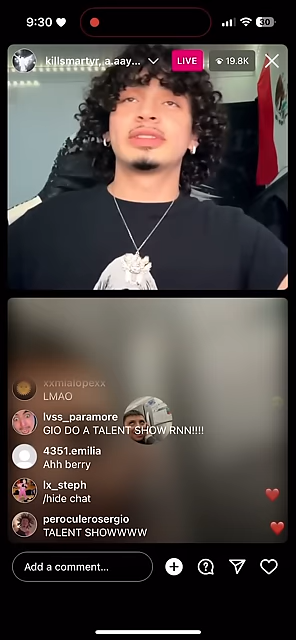 9:30
30
killsmartyr, a.aay...
LIVE
19.8K
xxmialopexx
LMAO
lvss_paramore
GIO DO A TALENT SHOW RNN!!!!
4351.emilia
Ahh berry
lx_steph
/hide chat
peroculerosergio
TALENT SHOWWWW
Add a comment...